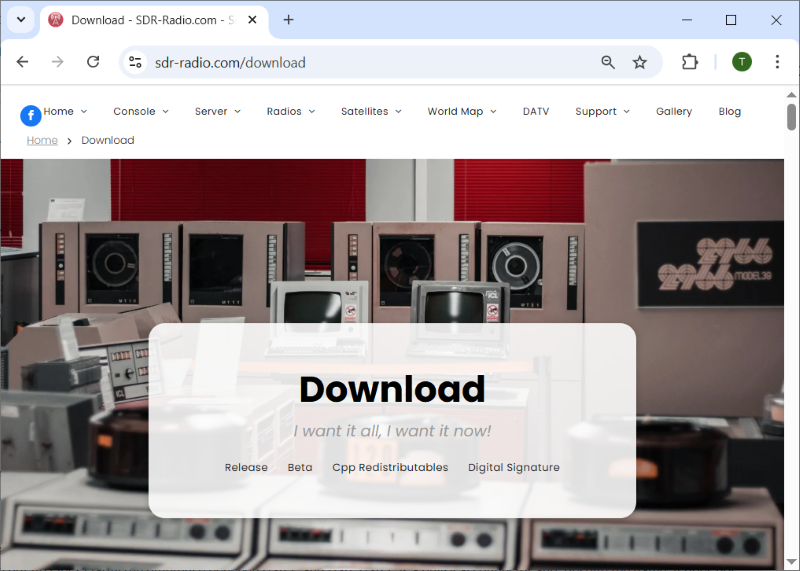 Download - SDR-Radio.com - S
sdr-radio.com/download
T
Home Console Server Radios Satellites World Map DATV Support Gallery Blog
Home > Download
2966
2966 MODEL 39
Download
I want it all, I want it now!
Release Beta Cpp Redistributables Digital Signature